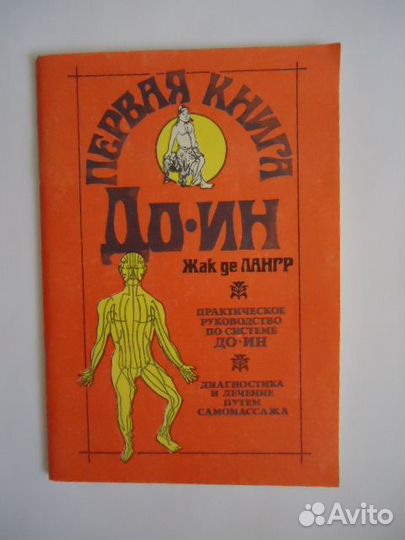 ПЕРВАЯ КНИГА
ДО·ИН
Жак де ЛАНГР
ПРАКТИЧЕСКОЕ
РУКОВОДСТВО
ПО СИСТЕМЕ
ДО·ИН
ДИАГНОСТИКА
И ЛЕЧЕНИЕ
ПУТЕМ
САМОМАССАЖА
Avito